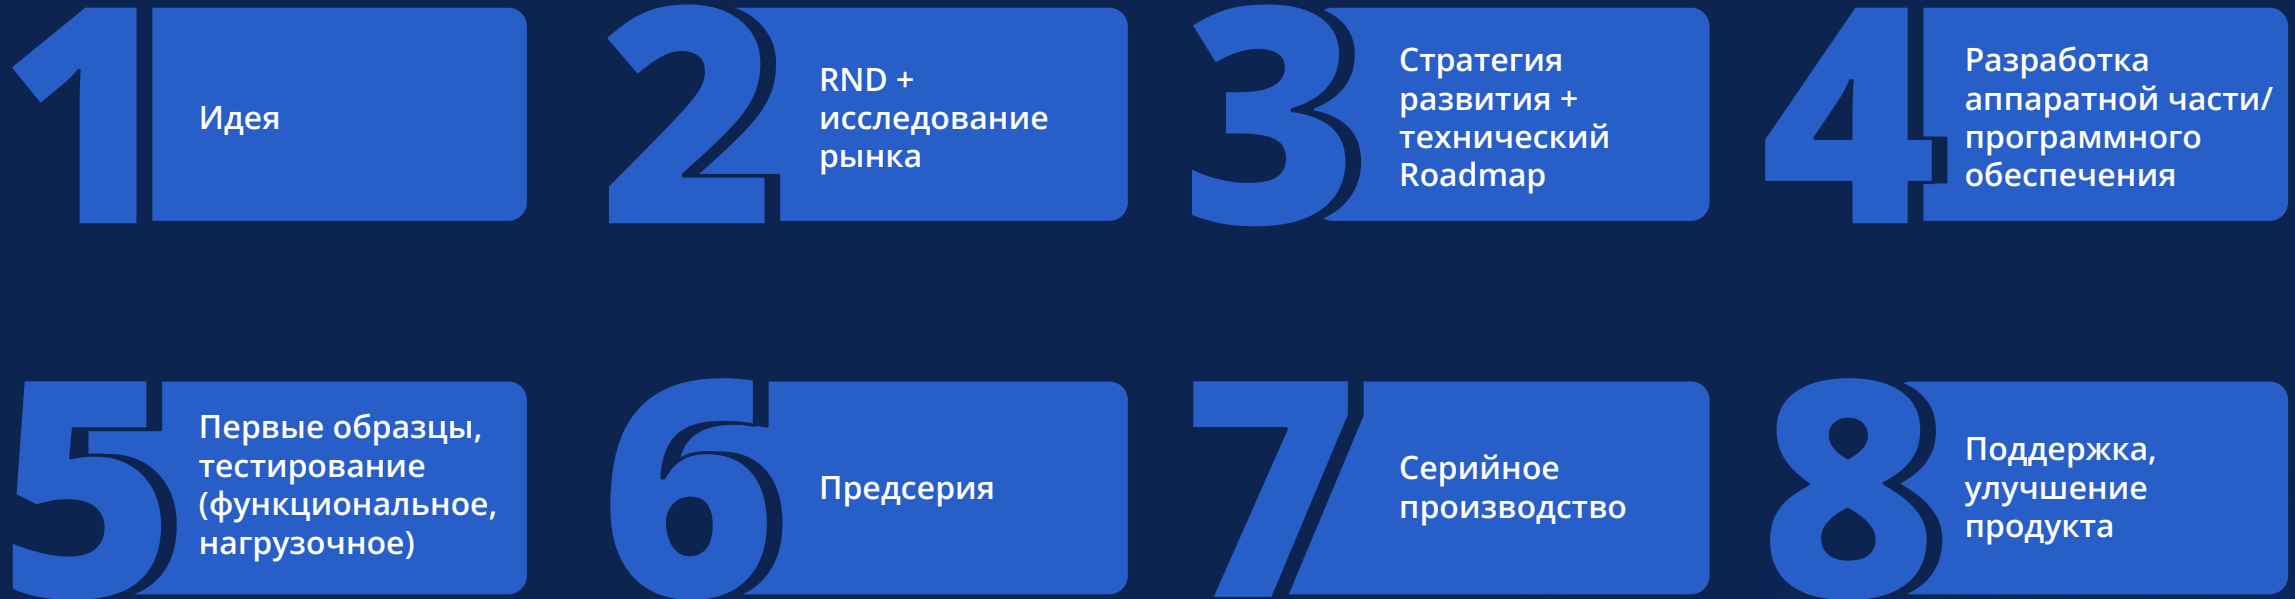 1
Идея
2
RND +
исследование
рынка
3
Стратегия
развития +
технический
Roadmap
4
Разработка
аппаратной части/
программного
обеспечения
5
Первые образцы,
тестирование
(функциональное,
нагрузочное)
6
Предсерия
7
Серийное
производство
8
Поддержка,
улучшение
продукта